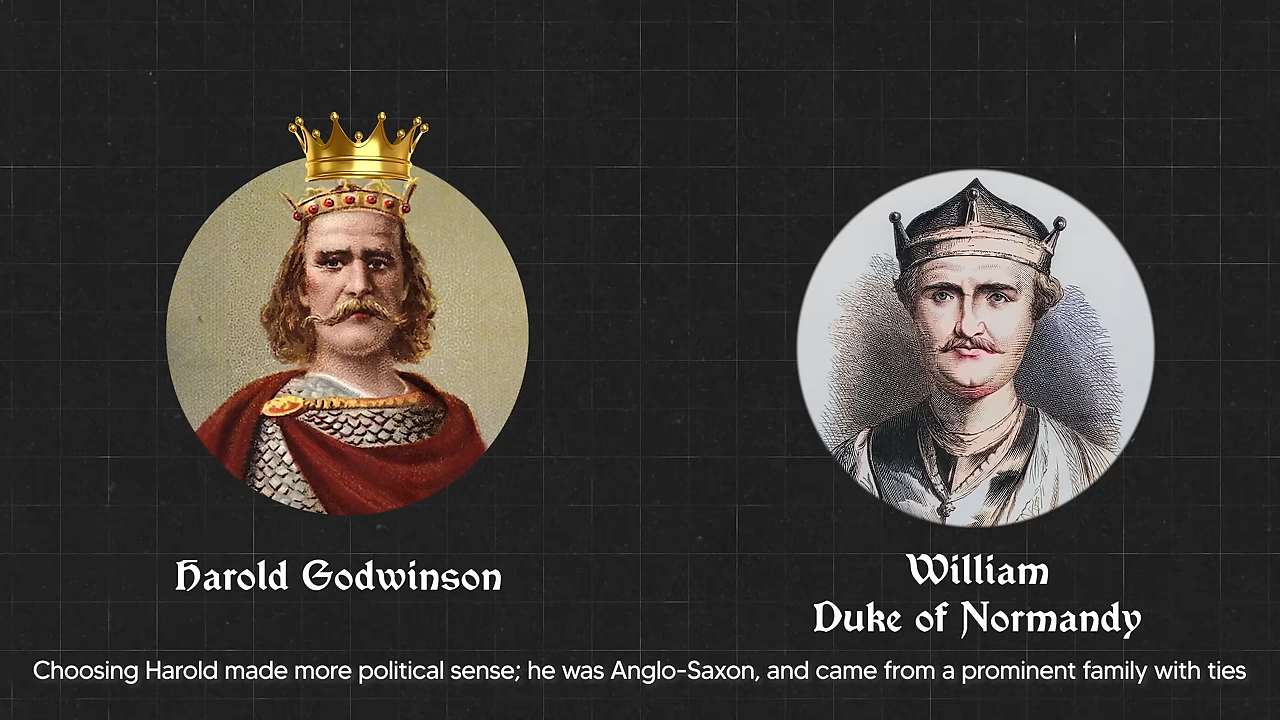 Harold Godwinson
William
Duke of Normandy
Choosing Harold made more political sense; he was Anglo-Saxon, and came from a prominent family with ties